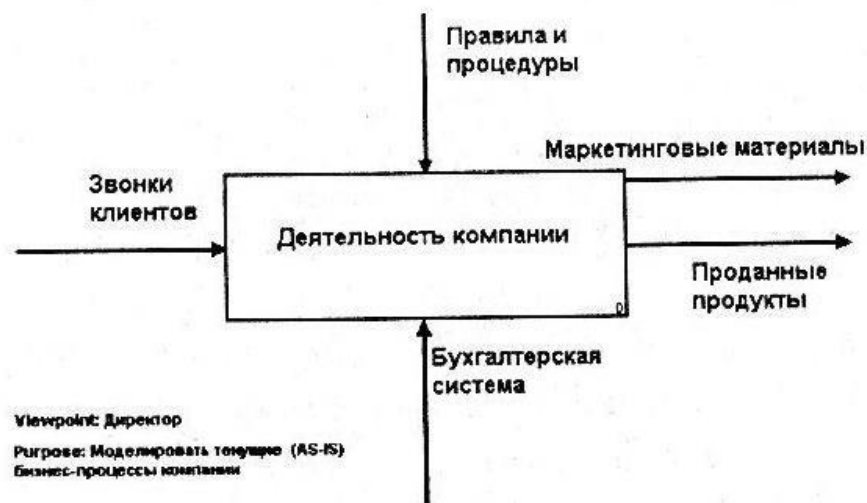 Правила и
процедуры
Маркетинговые материалы
Звонки
клиентов
Деятельность компании
Проданные
продукты
0
Бухгалтерская
система
Viewpoint: Директор
Purpose: Моделировать текущие (AS-IS)
бизнес-процессы компании